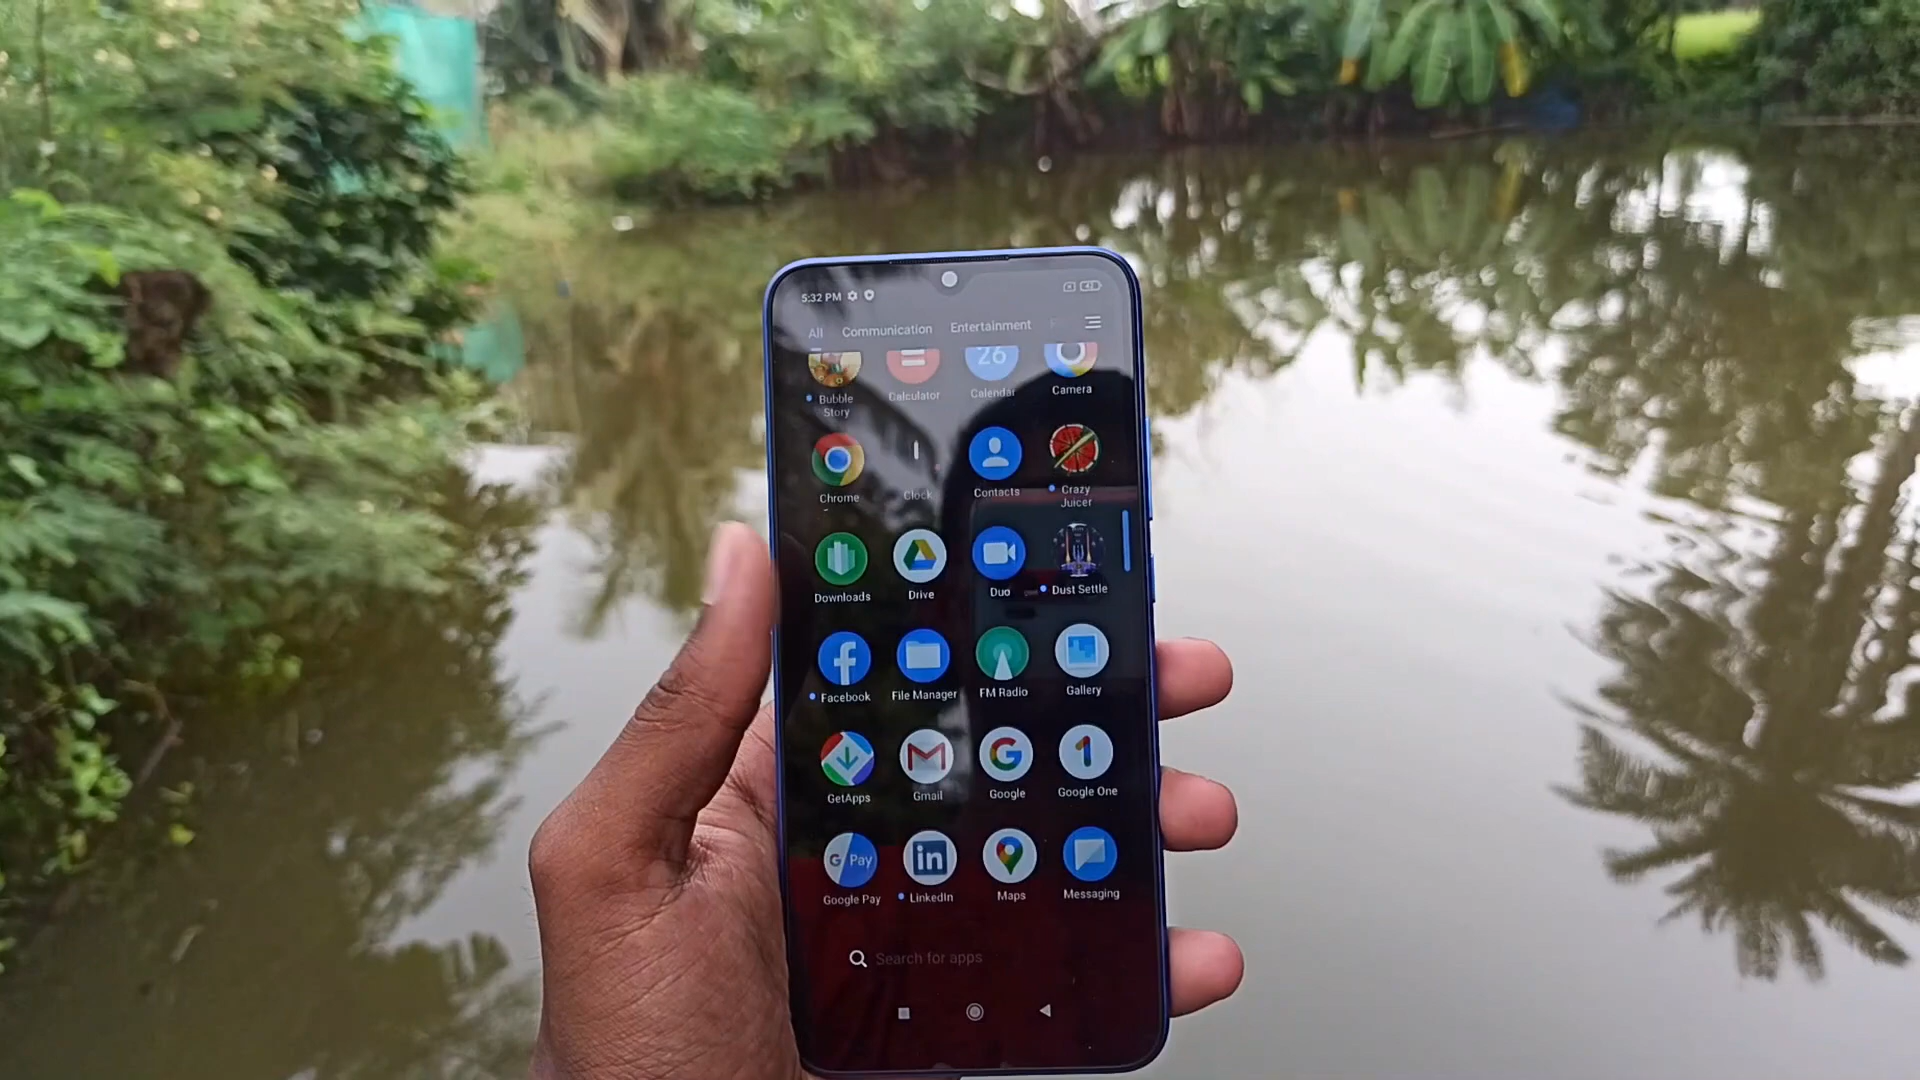 5:32 PM
All Communication Entertainment
26
Bubble Story Calculator Calendar Camera
Chrome Clock Contacts Crazy Juicer
Downloads Drive Duo Dust Settle
Facebook File Manager FM Radio Gallery
GetApps Gmail Google Google One
G Pay in
Google Pay LinkedIn Maps Messaging
Search for apps